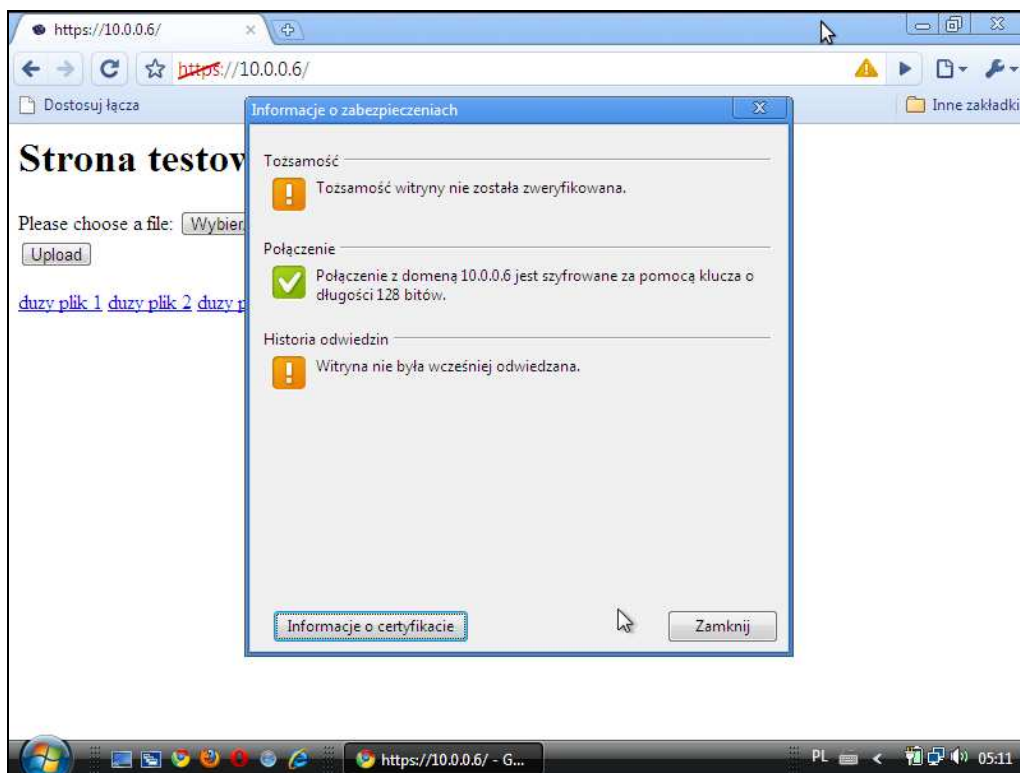 https://10.0.0.6/
https://10.0.0.6/
Dostosuj łącza
Inne zakładki
Informacje o zabezpieczeniach
Strona testow
Please choose a file: Wybier
Upload
duzy plik 1 duzy plik 2 duzy p
Tożsamość
Tożsamość witryny nie została zweryfikowana.
Połączenie
Połączenie z domeną 10.0.0.6 jest szyfrowane za pomocą klucza o
długości 128 bitów.
Historia odwiedzin
Witryna nie była wcześniej odwiedzana.
Informacje o certyfikacie
Zamknij
https://10.0.0.6/ - G...
PL
05:11